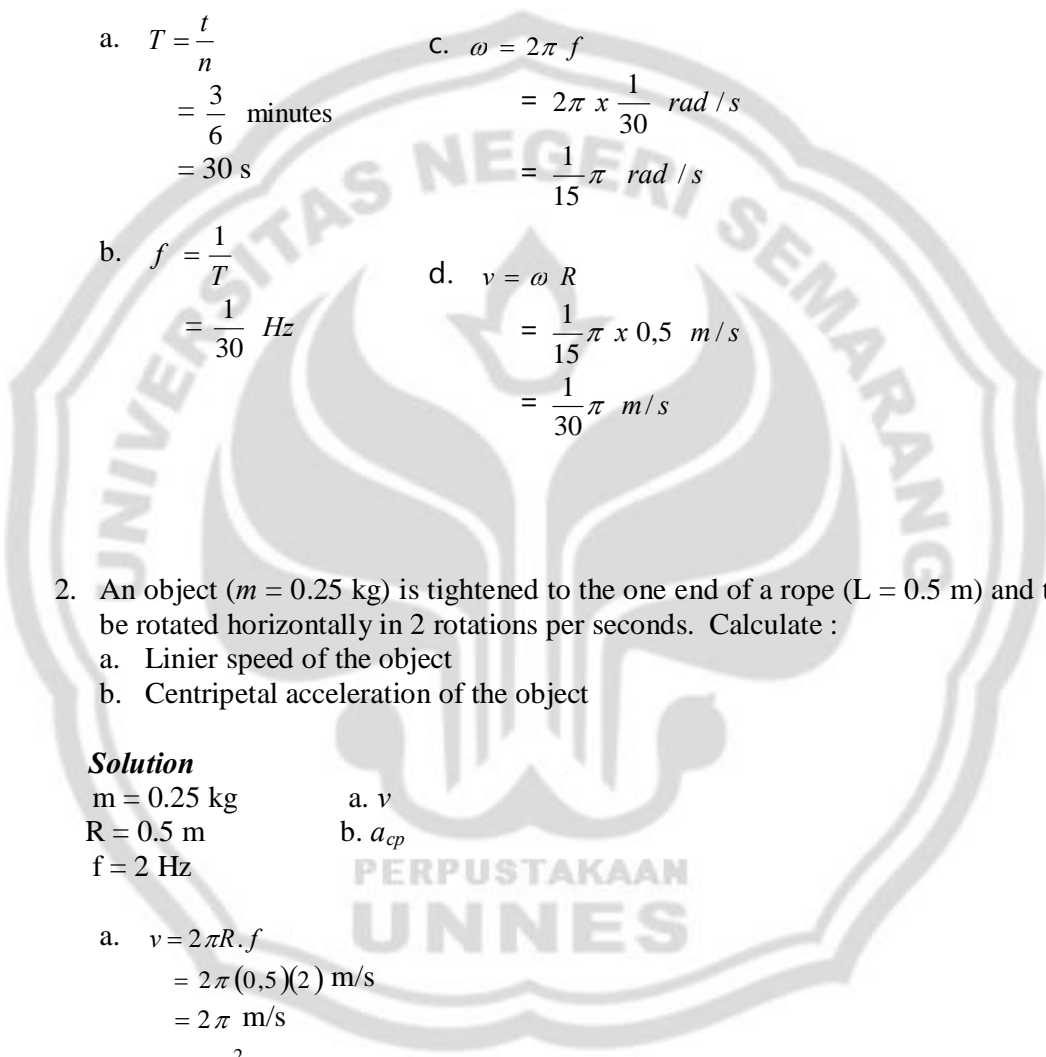 a. T = t/n
= 3/6 minutes
= 30 s
b. f = 1/T
= 1/30 Hz
c. ω = 2π f
= 2π x 1/30 rad / s
= 1/15 π rad / s
d. v = ω R
= 1/15 π x 0,5 m / s
= 1/30 π m / s
UNIVERSITAS NEGERI SEMARANG
2. An object (m = 0.25 kg) is tightened to the one end of a rope (L = 0.5 m) and
be rotated horizontally in 2 rotations per seconds. Calculate :
a. Linier speed of the object
b. Centripetal acceleration of the object
Solution
m = 0.25 kg a. v
R = 0.5 m b. a_cp
f = 2 Hz
PERPUSTAKAAN
UNNES
a. v = 2πR. f
= 2π (0,5)(2) m/s
= 2π m/s
2